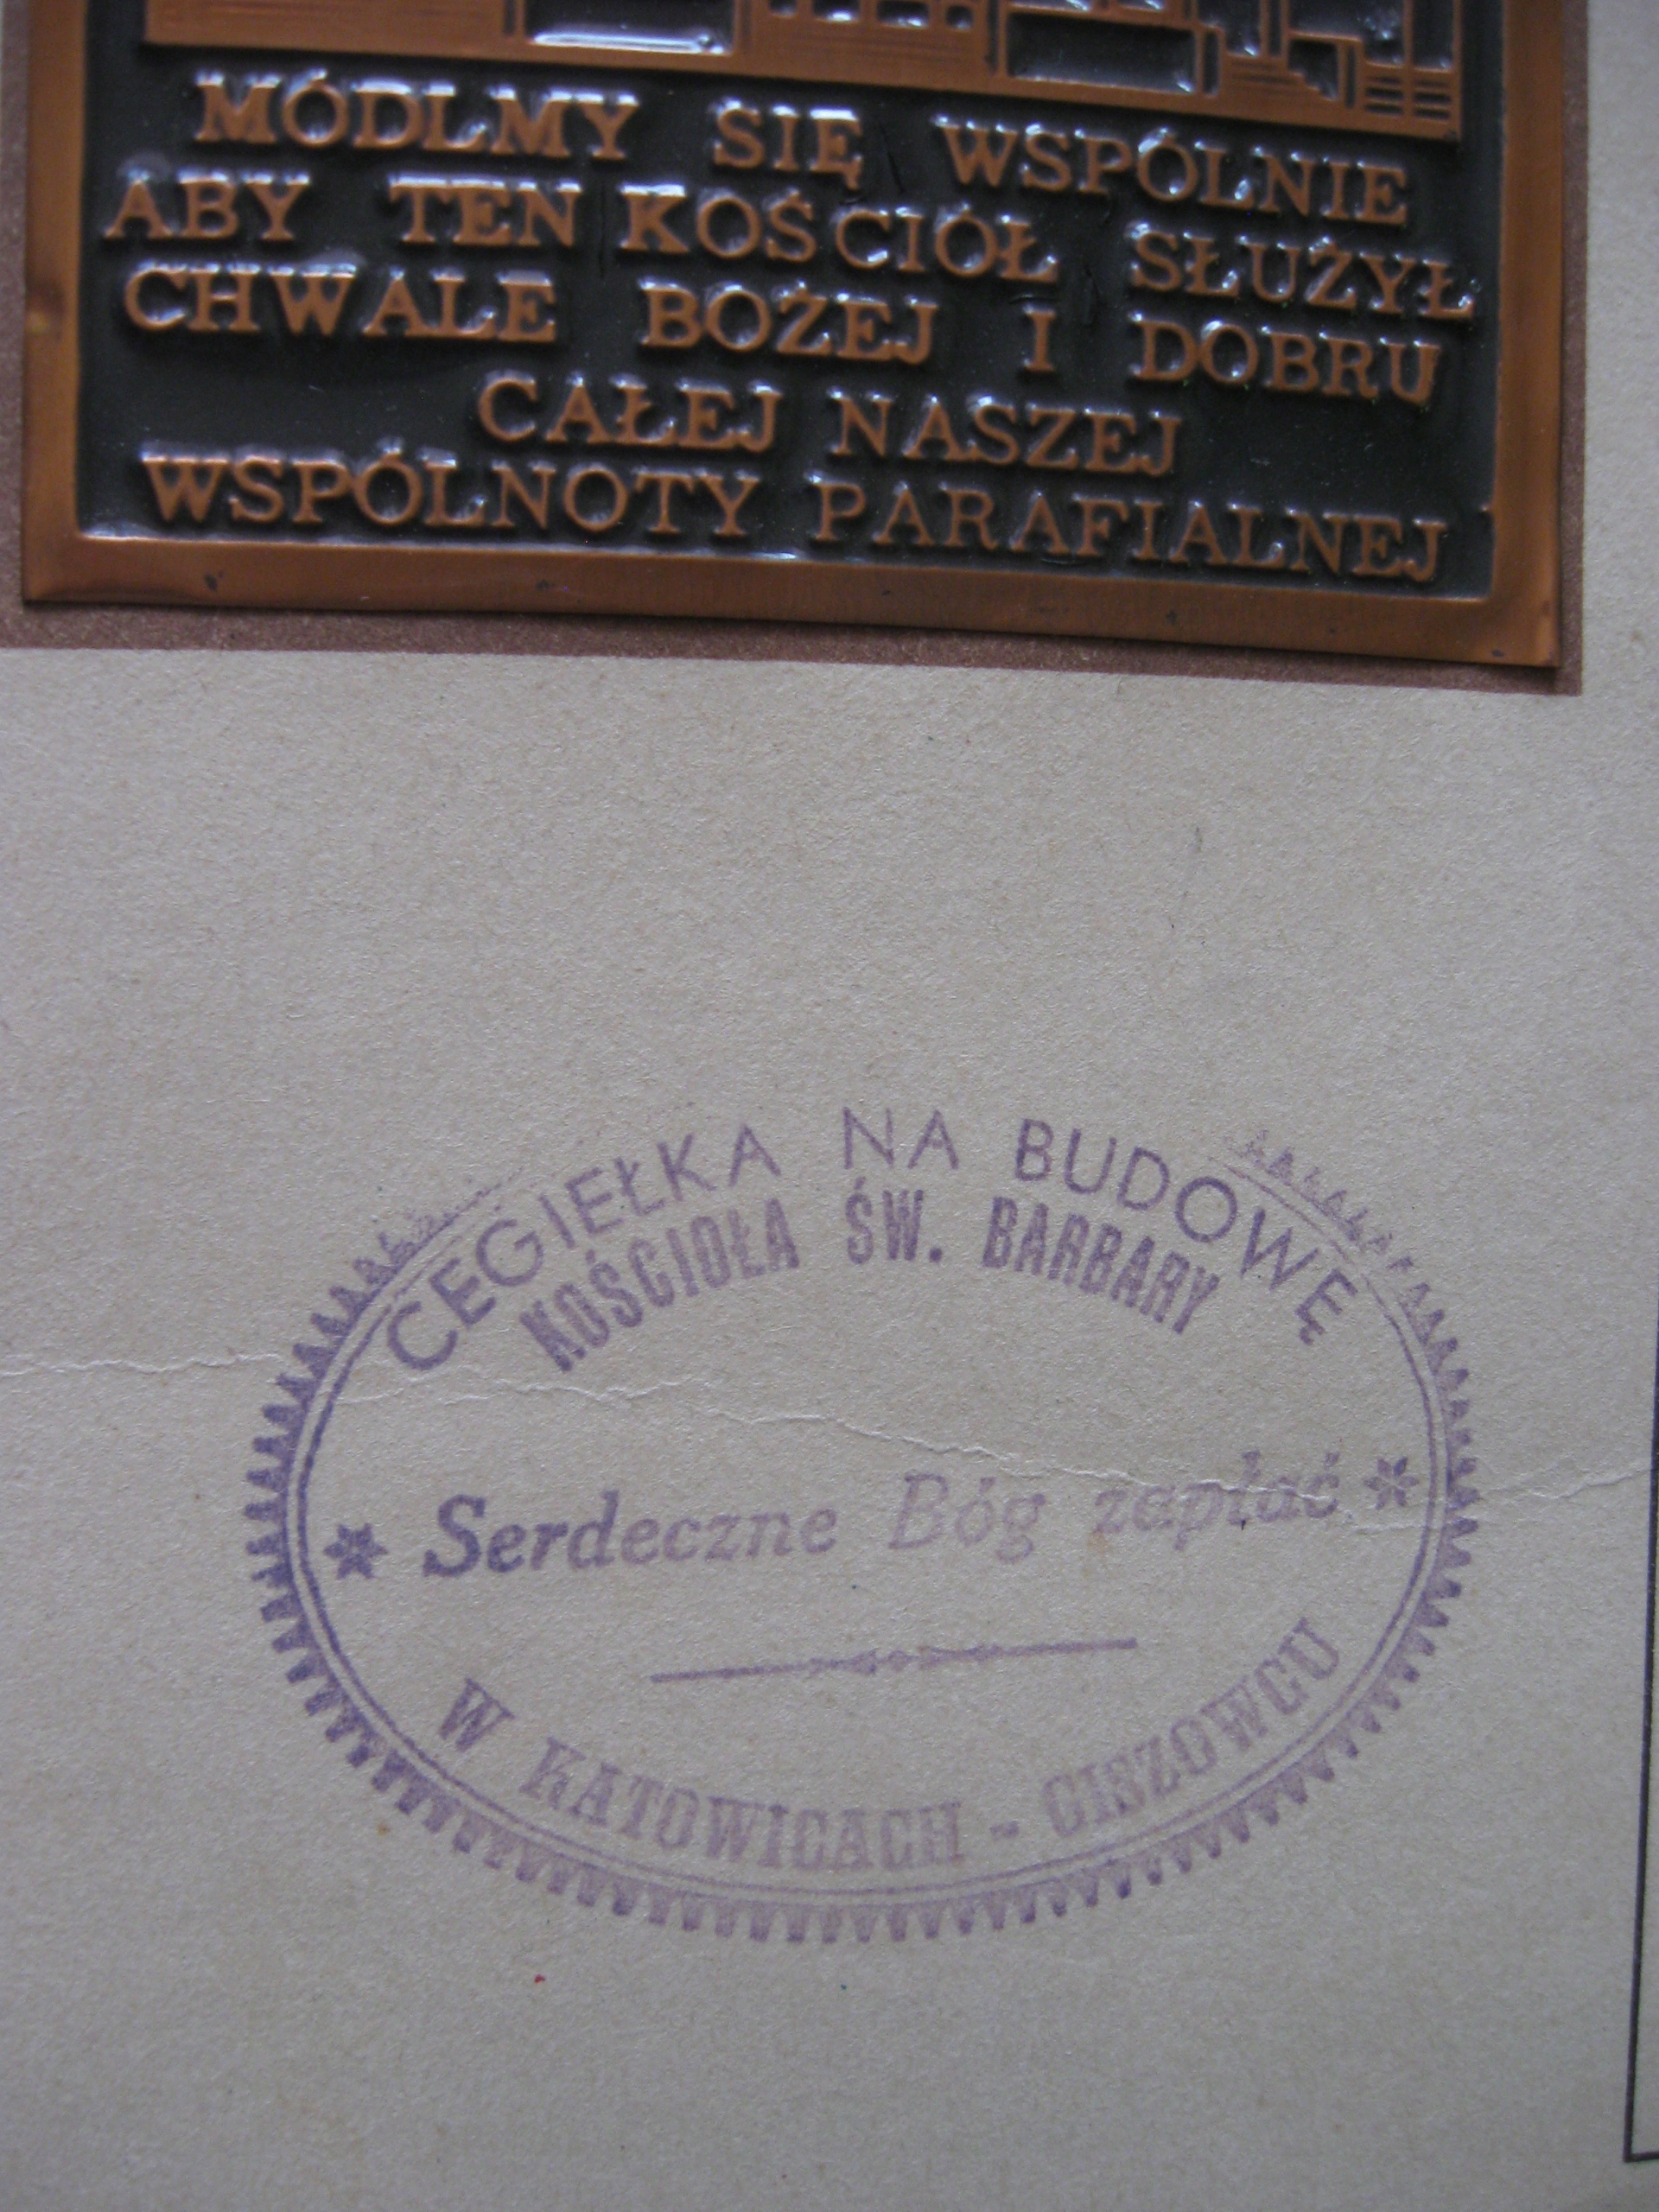 MÓDLMY SIĘ WSPÓLNIE
ABY TEN KOŚCIÓŁ SŁUŻYŁ
CHWALE BOŻEJ I DOBRU
CAŁEJ NASZEJ
WSPÓLNOTY PARAFIALNEJ
CEGIEŁKA NA BUDOWĘ
KOŚCIOŁA ŚW. BARBARY
* Serdeczne Bóg zapłać *
W KATOWICACH - GISZOWCU